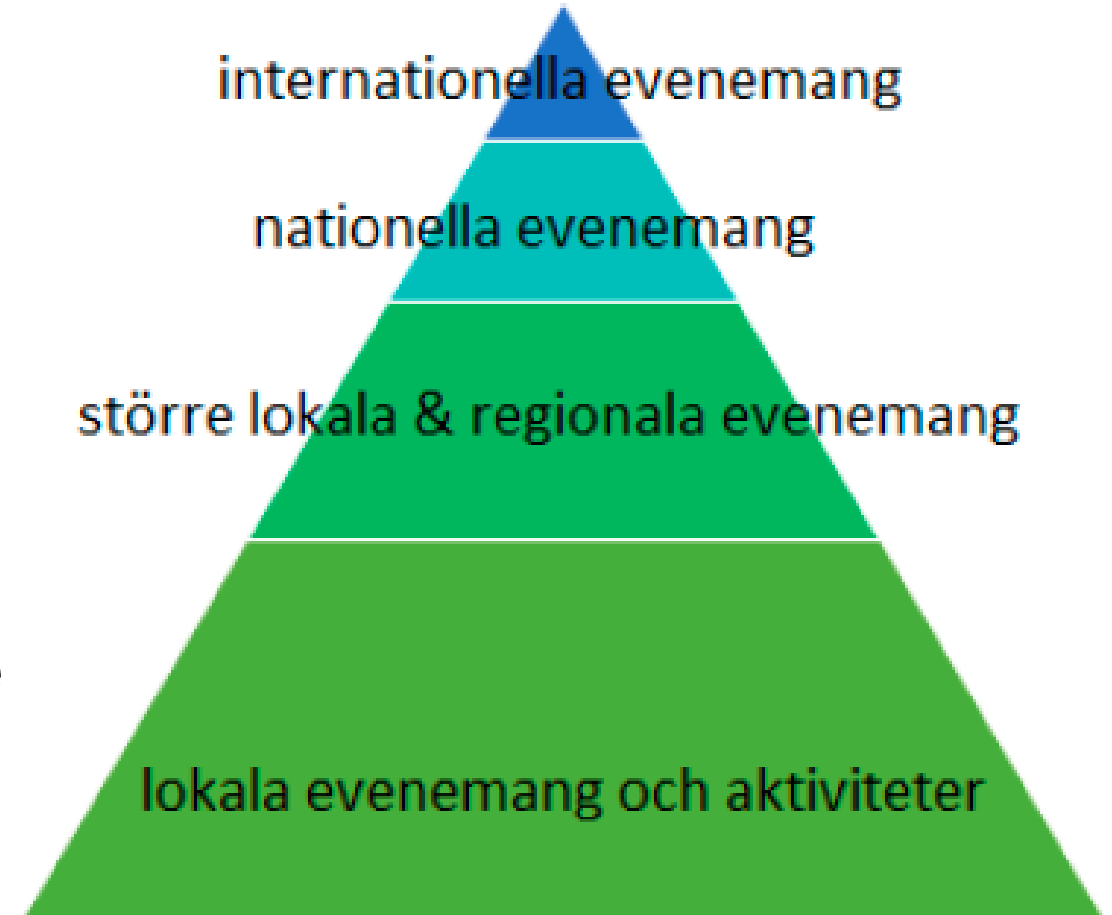 internationella evenemang
nationella evenemang
större lokala & regionala evenemang
lokala evenemang och aktiviteter